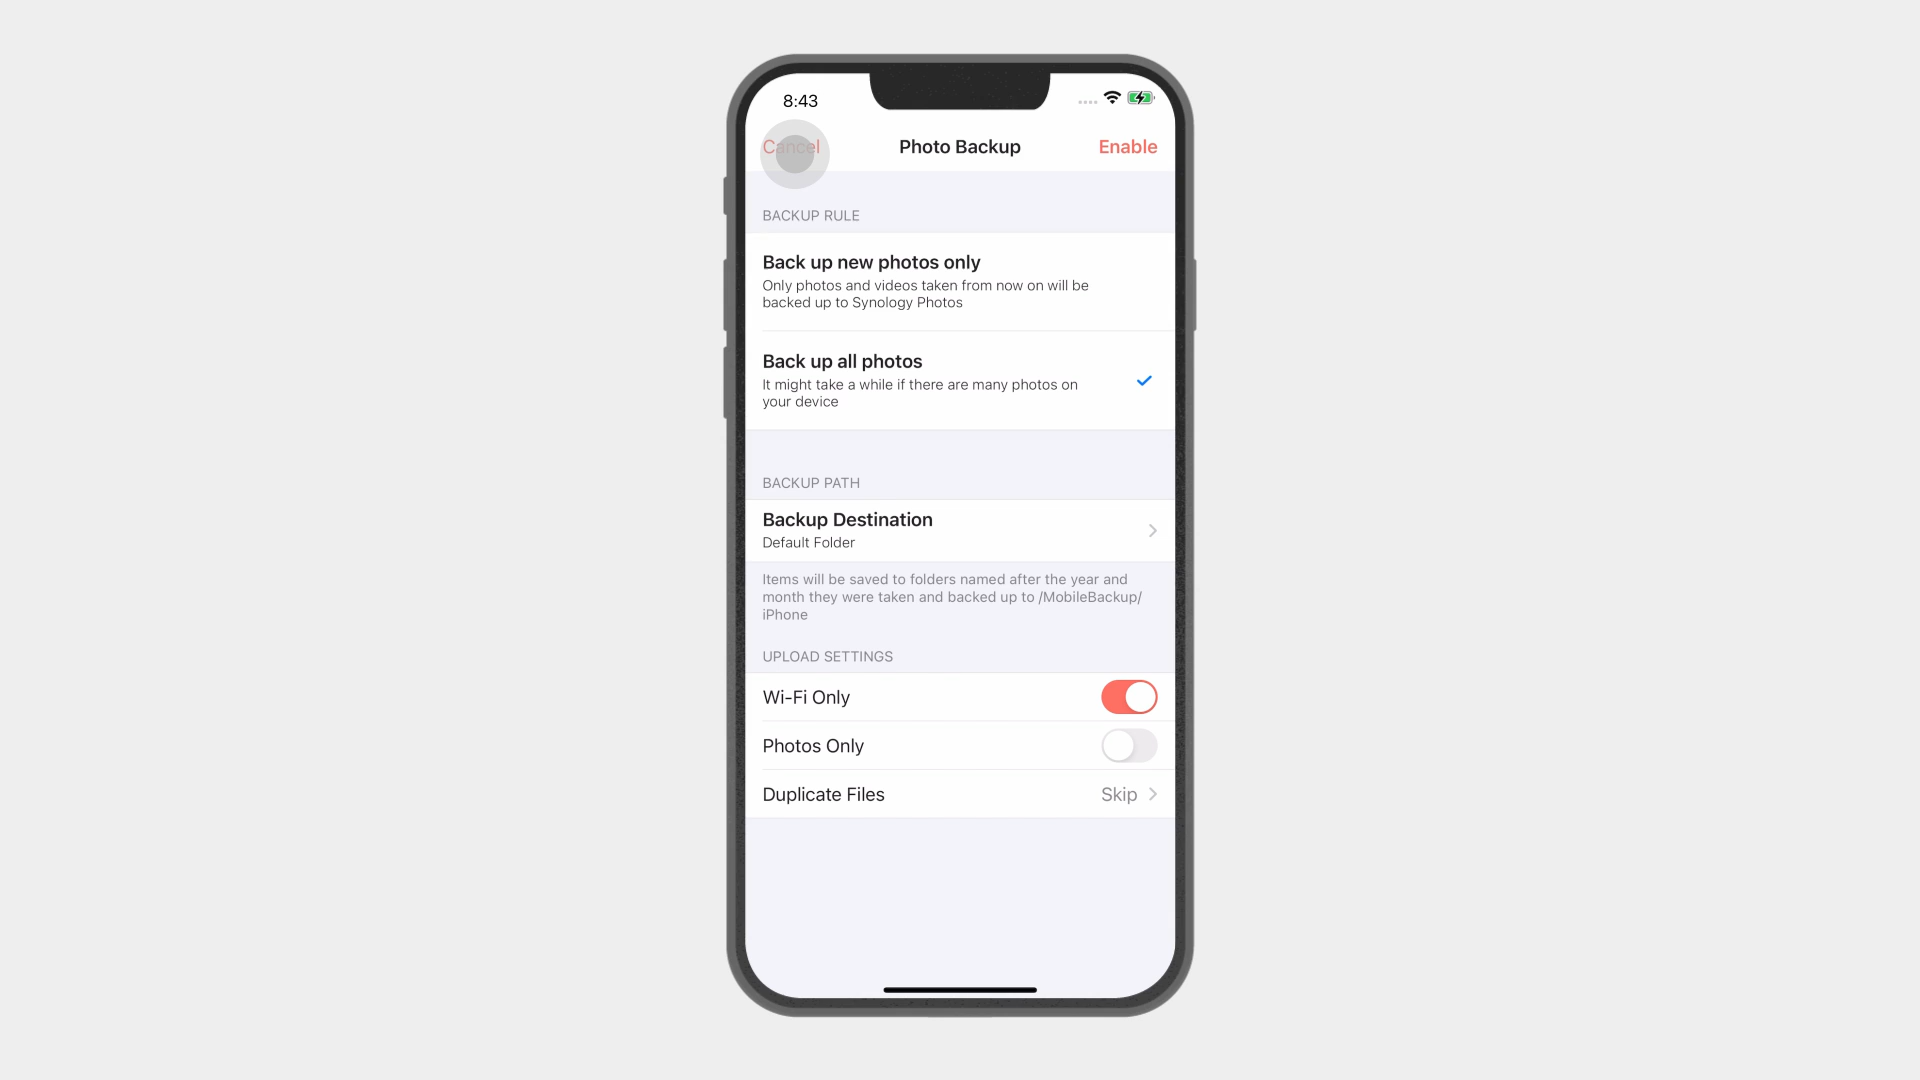 8:43
Cancel
Photo Backup
Enable
BACKUP RULE
Back up new photos only
Only photos and videos taken from now on will be
backed up to Synology Photos
Back up all photos
It might take a while if there are many photos on
your device
BACKUP PATH
Backup Destination
Default Folder
Items will be saved to folders named after the year and
month they were taken and backed up to /MobileBackup/
iPhone
UPLOAD SETTINGS
Wi-Fi Only
Photos Only
Duplicate Files
Skip